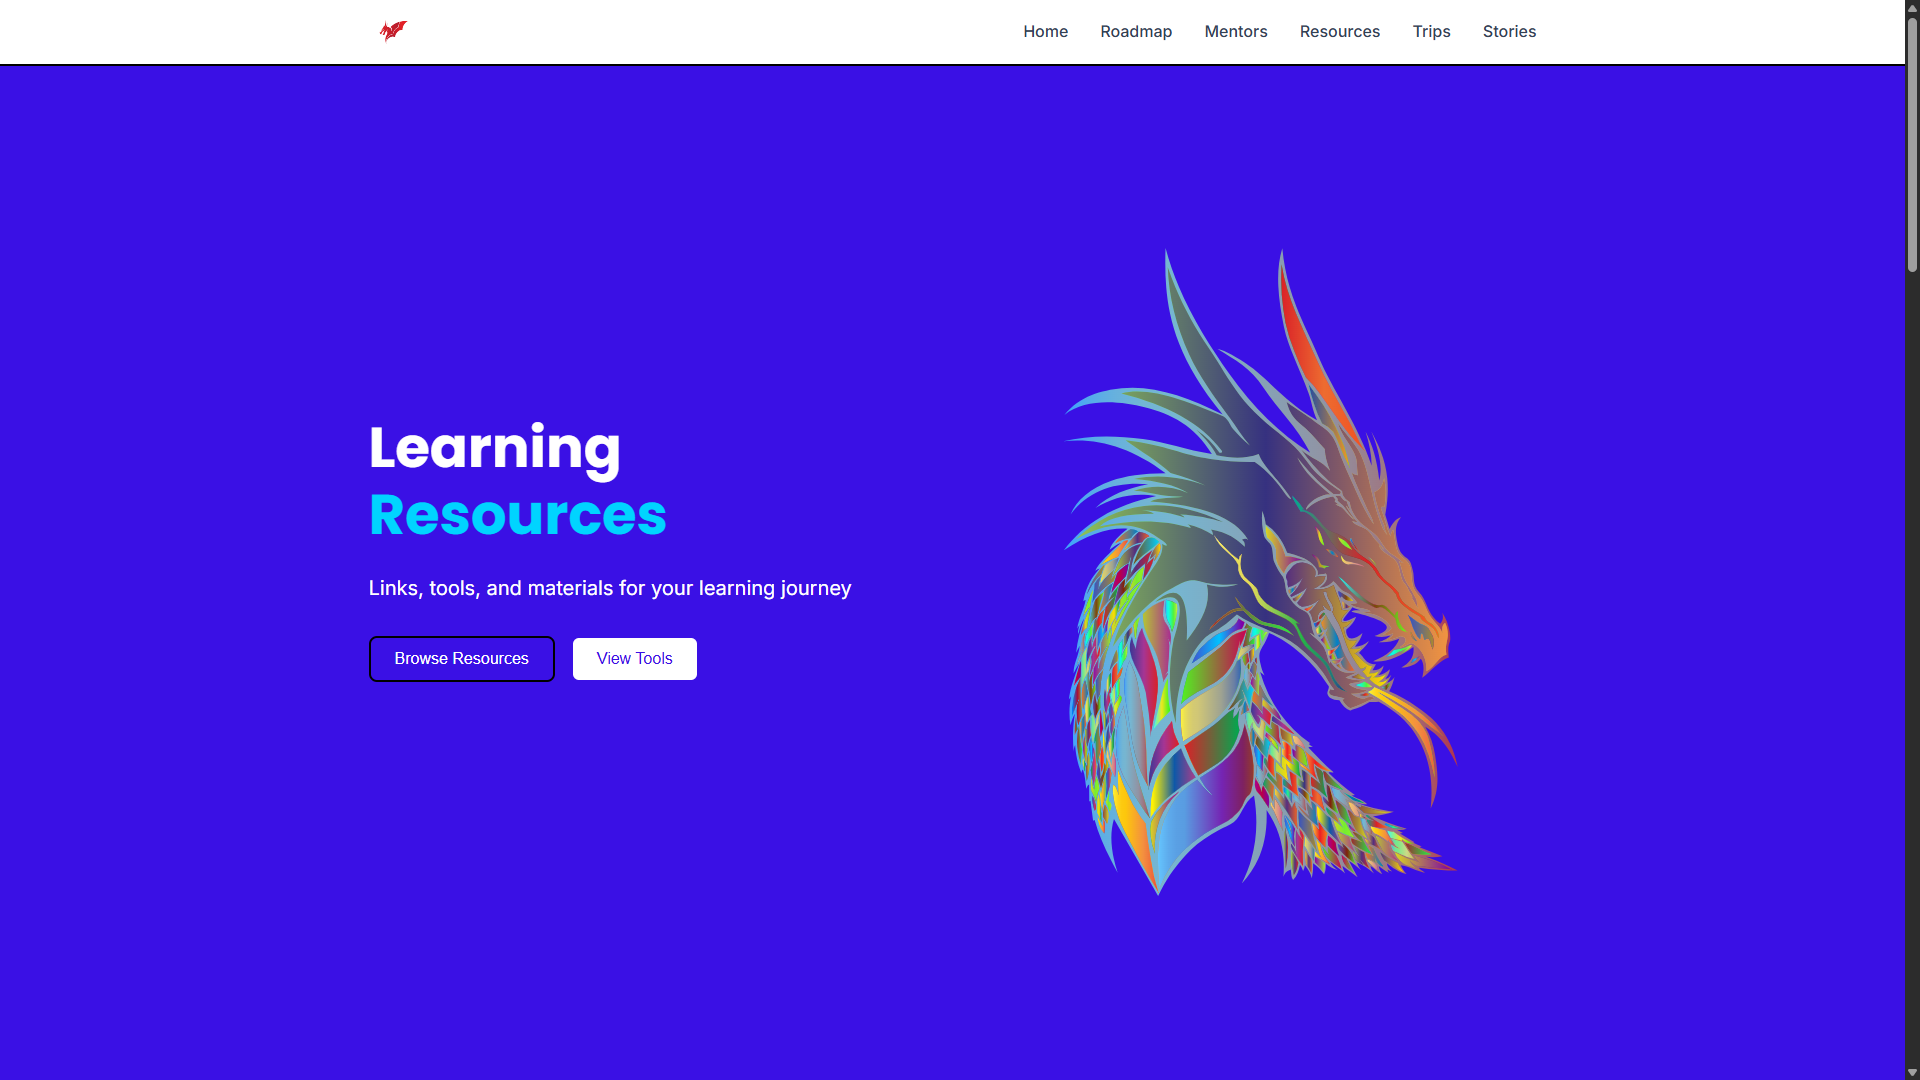 Home
Roadmap
Mentors
Resources
Trips
Stories
Learning
Resources
Links, tools, and materials for your learning journey
Browse Resources
View Tools